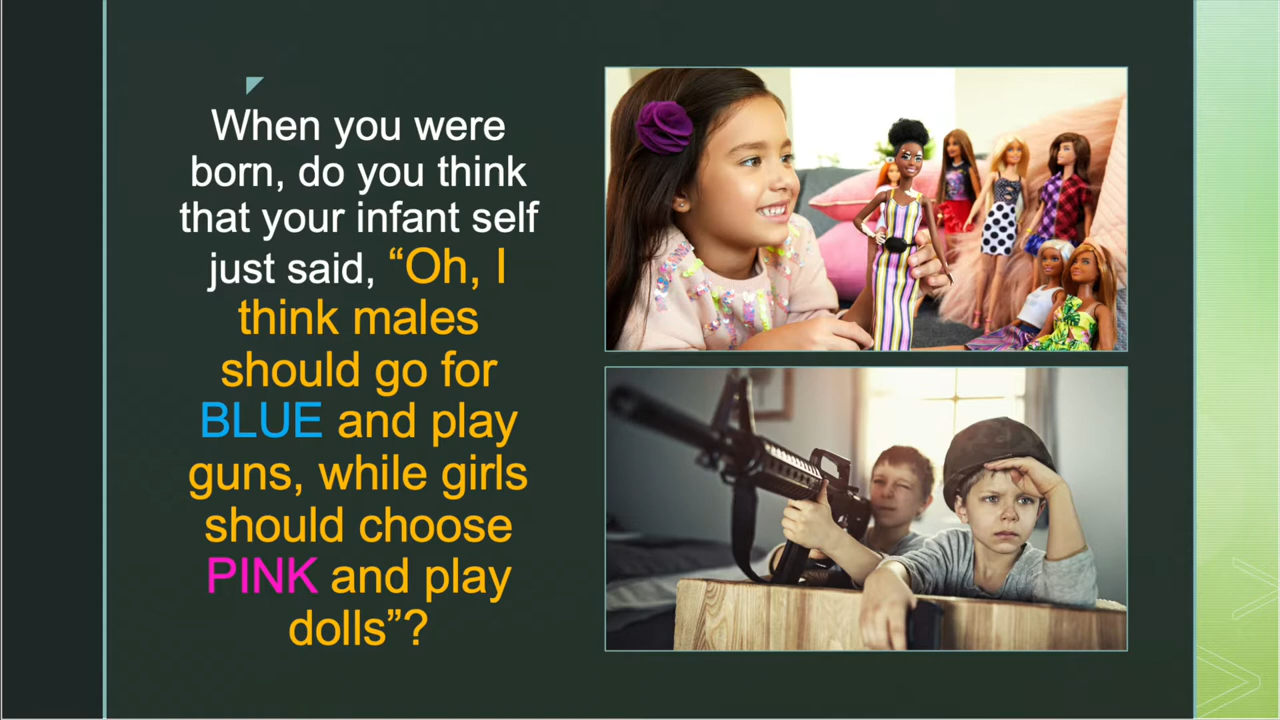 When you were
born, do you think
that your infant self
just said, “Oh, I
think males
should go for
BLUE and play
guns, while girls
should choose
PINK and play
dolls”?